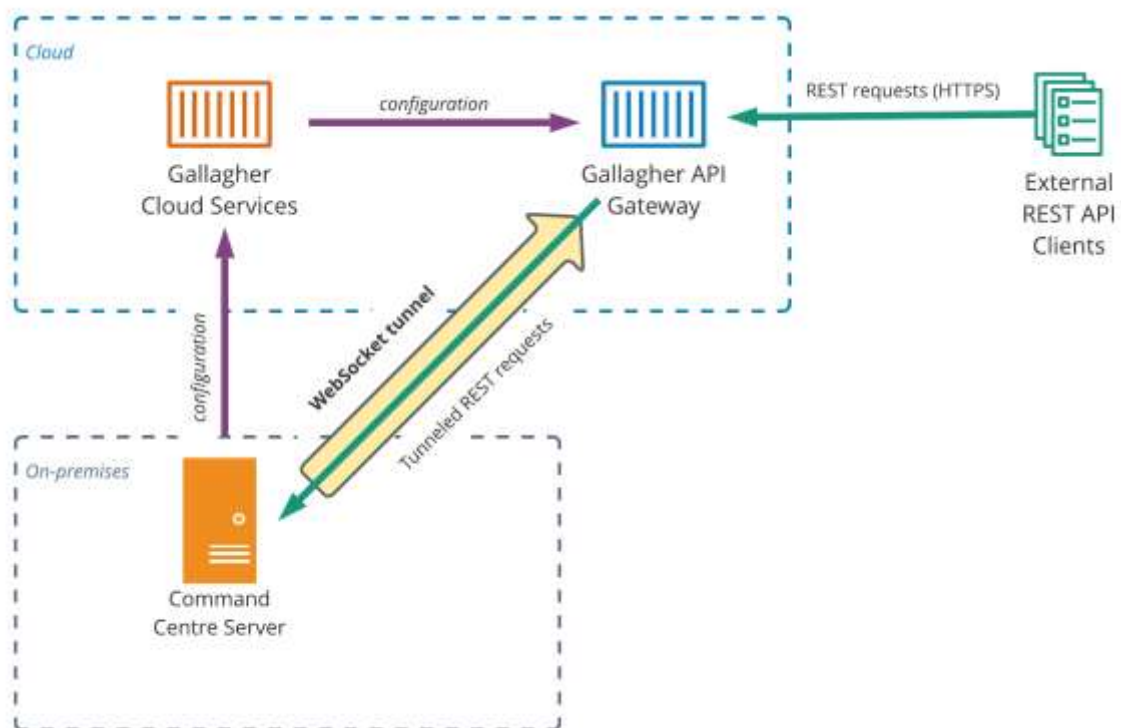 Cloud
configuration
REST requests (HTTPS)
Gallagher
Cloud Services
Gallagher API
Gateway
External
REST API
Clients
configuration
WebSocket tunnel
Tunneled REST requests
On-premises
Command
Centre Server